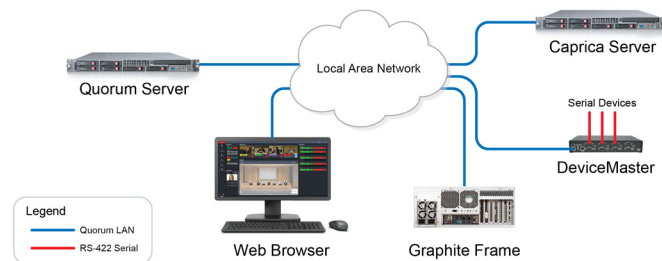 Caprica Server
Local Area Network
Quorum Server
Serial Devices
DeviceMaster
Legend
Quorum LAN
RS-422 Serial
Web Browser
Graphite Frame